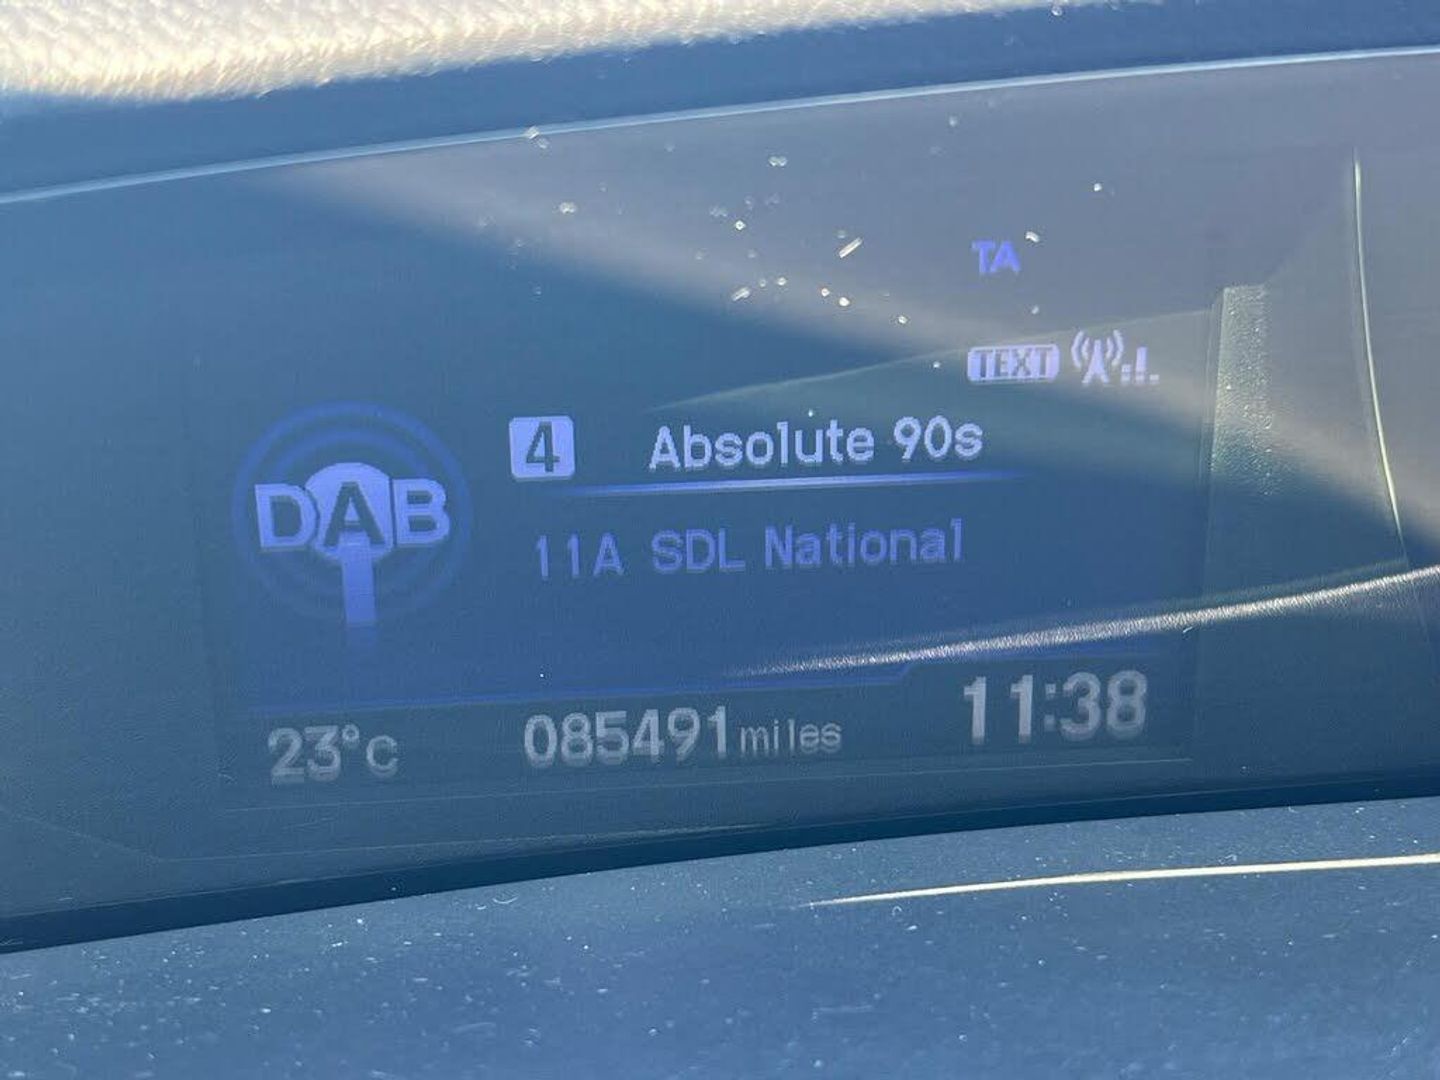 TA
TEXT
4 Absolute 90s
DAB
11A SDL National
23°C 085491miles 11:38